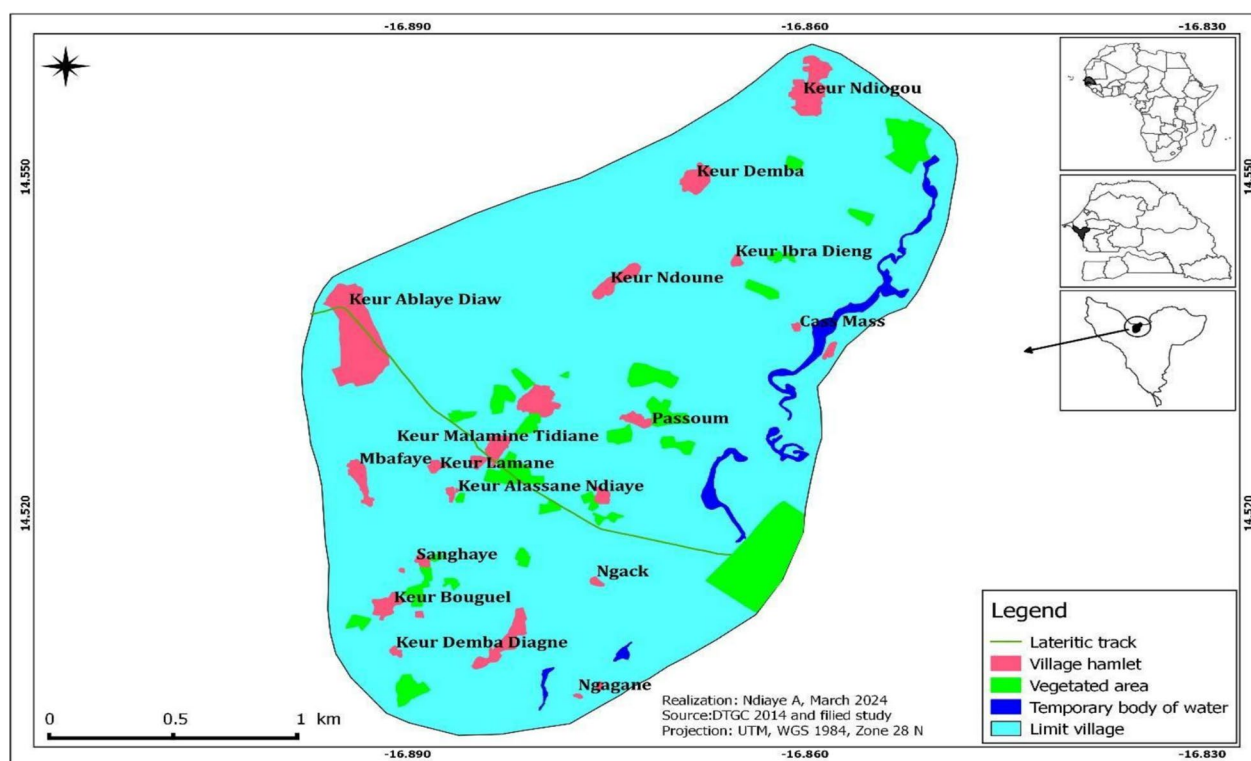 -16.890 -16.860 -16.830
Keur Ndiogou
14.550 14.550
Keur Demba
Keur Ibra Dieng
Keur Ndoune
Keur Ablaye Diaw
Cass Mass
Passoum
Keur Malamine Tidiane
Mbafaye Keur Lamane
Keur Alassane Ndiaye
14.520 14.520
Sanghaye
Ngack
Keur Bouguel
Keur Demba Diagne
Ngagane
Legend
Lateritic track
Village hamlet
Vegetated area
Temporary body of water
Limit village
0 0.5 1 km
Realization: Ndiaye A, March 2024
Source:DTGC 2014 and filied study
Projection: UTM, WGS 1984, Zone 28 N
-16.890 -16.860 -16.830